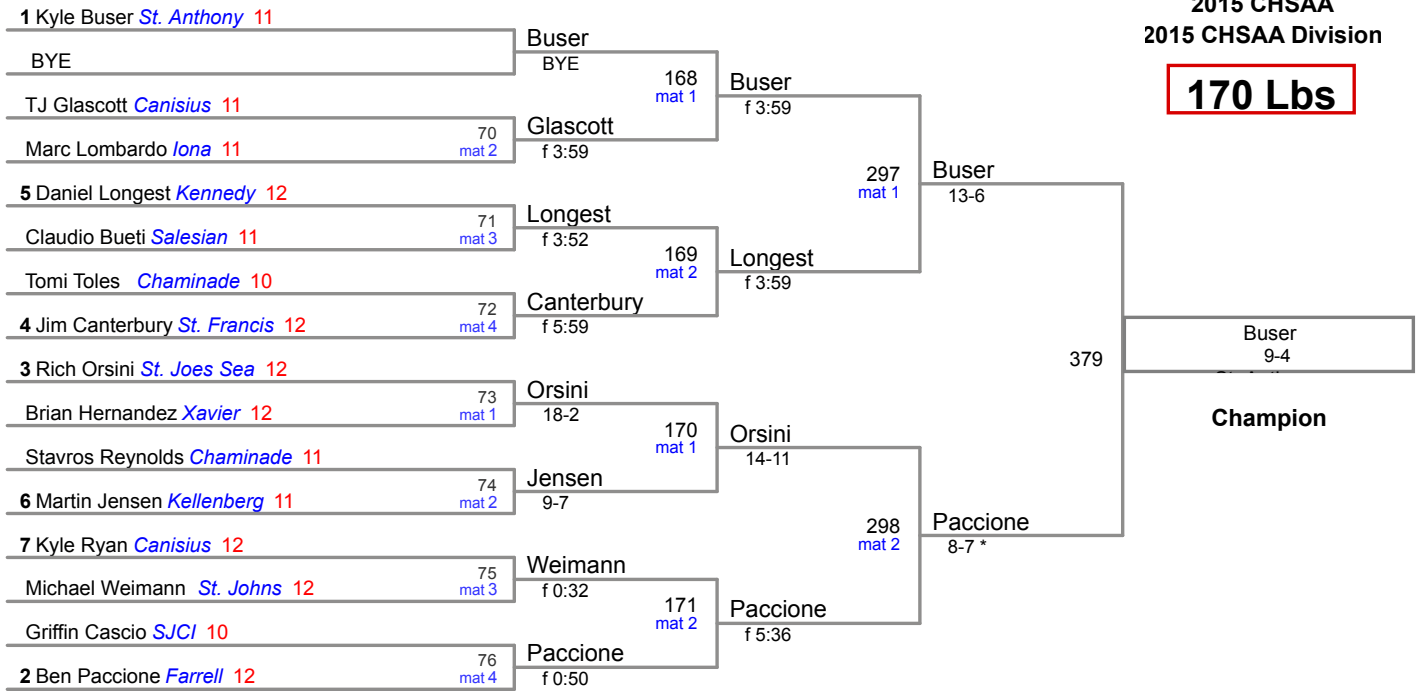 2015 CHSAA
2015 CHSAA Division
170 Lbs
1 Kyle Buser St. Anthony 11
BYE
TJ Glascott Canisius 11
Marc Lombardo Iona 11
5 Daniel Longest Kennedy 12
Claudio Bueti Salesian 11
Tomi Toles Chaminade 10
4 Jim Canterbury St. Francis 12
3 Rich Orsini St. Joes Sea 12
Brian Hernandez Xavier 12
Stavros Reynolds Chaminade 11
6 Martin Jensen Kellenberg 11
7 Kyle Ryan Canisius 12
Michael Weimann St. Johns 12
Griffin Cascio SJCI 10
2 Ben Paccione Farrell 12
70
mat 2
71
mat 3
72
mat 4
73
mat 1
74
mat 2
75
mat 3
76
mat 4
Buser
BYE
Glascott
f 3:59
Longest
f 3:52
Canterbury
f 5:59
Orsini
18-2
Jensen
9-7
Weimann
f 0:32
Paccione
f 0:50
168
mat 1
169
mat 2
170
mat 1
171
mat 2
Buser
f 3:59
Longest
f 3:59
Orsini
14-11
Paccione
f 5:36
297
mat 1
298
mat 2
Buser
13-6
Paccione
8-7 *
379
Buser
9-4
Champion